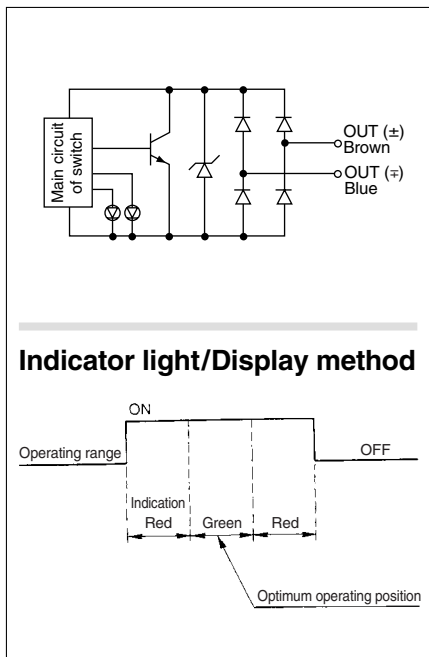 Main circuit
of switch
OUT (±)
Brown
OUT (∓)
Blue
Indicator light/Display method
ON
Operating range
OFF
Indication
Red
Green
Red
Optimum operating position